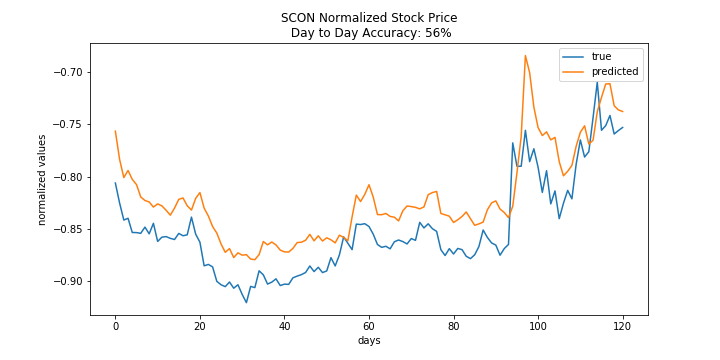 SCON Normalized Stock Price
Day to Day Accuracy: 56%
true
predicted
−0.70
−0.75
−0.80
−0.85
−0.90
normalized values
0
20
40
60
80
100
120
days